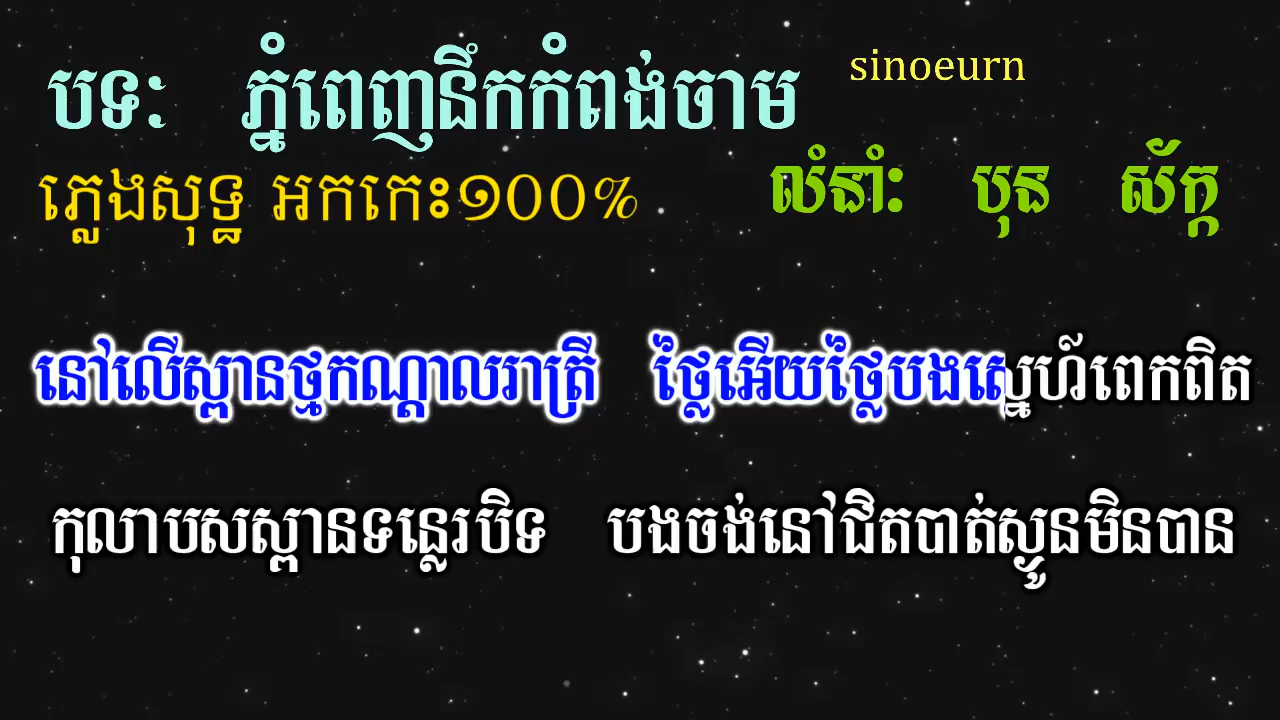 បទ: ភ្នំពេញនឹកកំពង់ចាម sinoeurn
ភ្លេងសុទ្ធ អកកេះ១០០%
លំនាំ: បុន ស័ក្ក
នៅលើស្ពានថ្មកណ្ដាលរាត្រី ថ្លៃអើយថ្លៃបងស្នេហ៍ពេកពិត
កុលាបសស្ពានទន្លេរបិទ បងចង់នៅជិតបាត់ស្ងួនមិនបាន